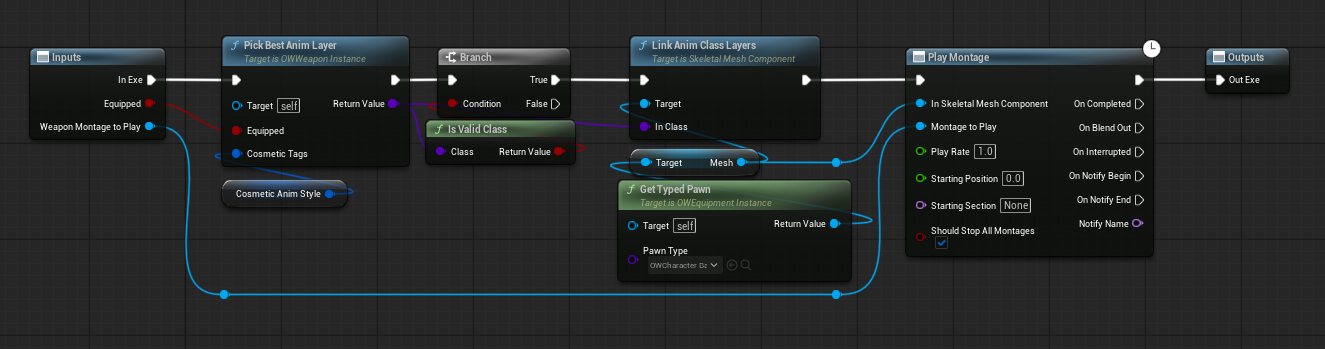 Inputs
In Exe
Equipped
Weapon Montage to Play
Pick Best Anim Layer
Target is OWWeapon Instance
Target
self
Return Value
Equipped
Cosmetic Tags
Cosmetic Anim Style
Branch
True
Condition
False
Is Valid Class
Class
Return Value
Link Anim Class Layers
Target is Skeletal Mesh Component
Target
In Class
Target
Mesh
Get Typed Pawn
Target is OWEquipment Instance
Target
self
Return Value
Pawn Type
OWCharacter Ba
Play Montage
In Skeletal Mesh Component
On Completed
Montage to Play
On Blend Out
Play Rate
1.0
On Interrupted
Starting Position
0.0
On Notify Begin
Starting Section
None
On Notify End
Notify Name
Should Stop All Montages
Outputs
Out Exe